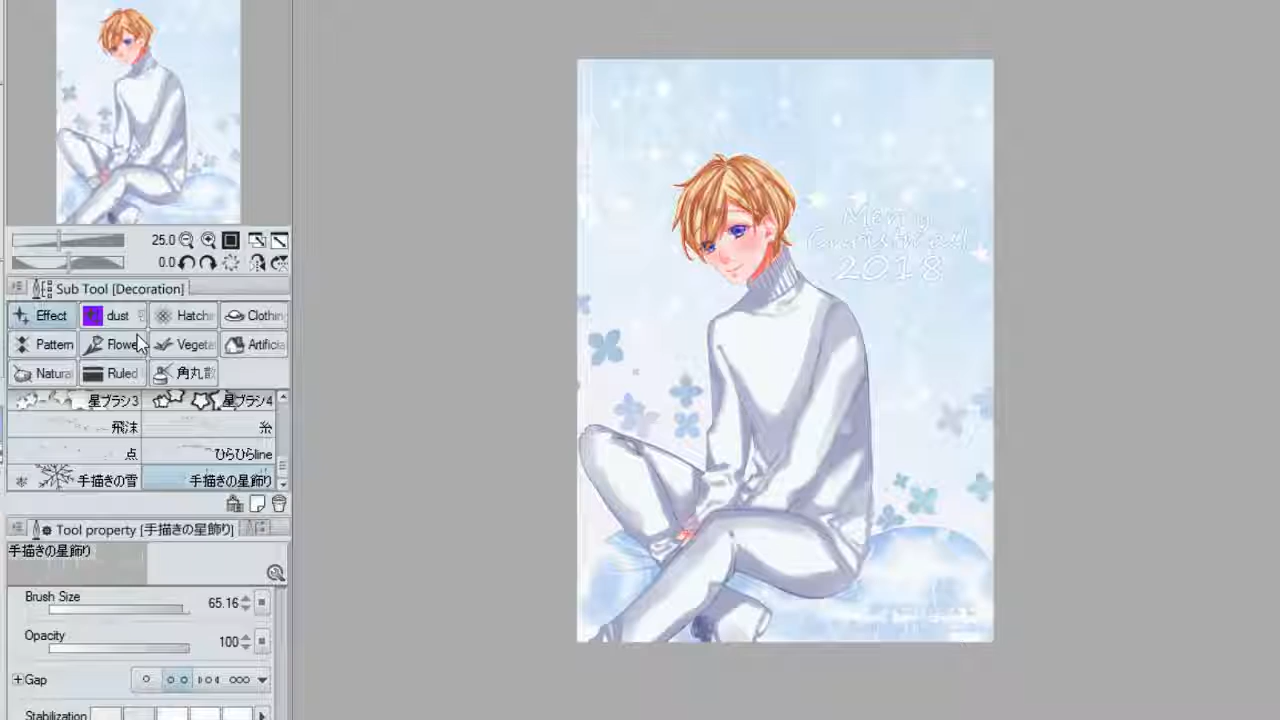 25.0
0.0
Sub Tool [Decoration]
Effect dust Hatchi Clothing
Pattern Flowe Vegeta Artificia
Natura Ruled 角丸
星ブラシ3 星ブラシ4
飛沫 糸
点 ひらひらline
手描きの雪 手描きの星飾り
Tool property [手描きの星飾り]
手描きの星飾り
Brush Size 65.16
Opacity 100
Gap
Stabilization
Merry
Christmas!!
2018